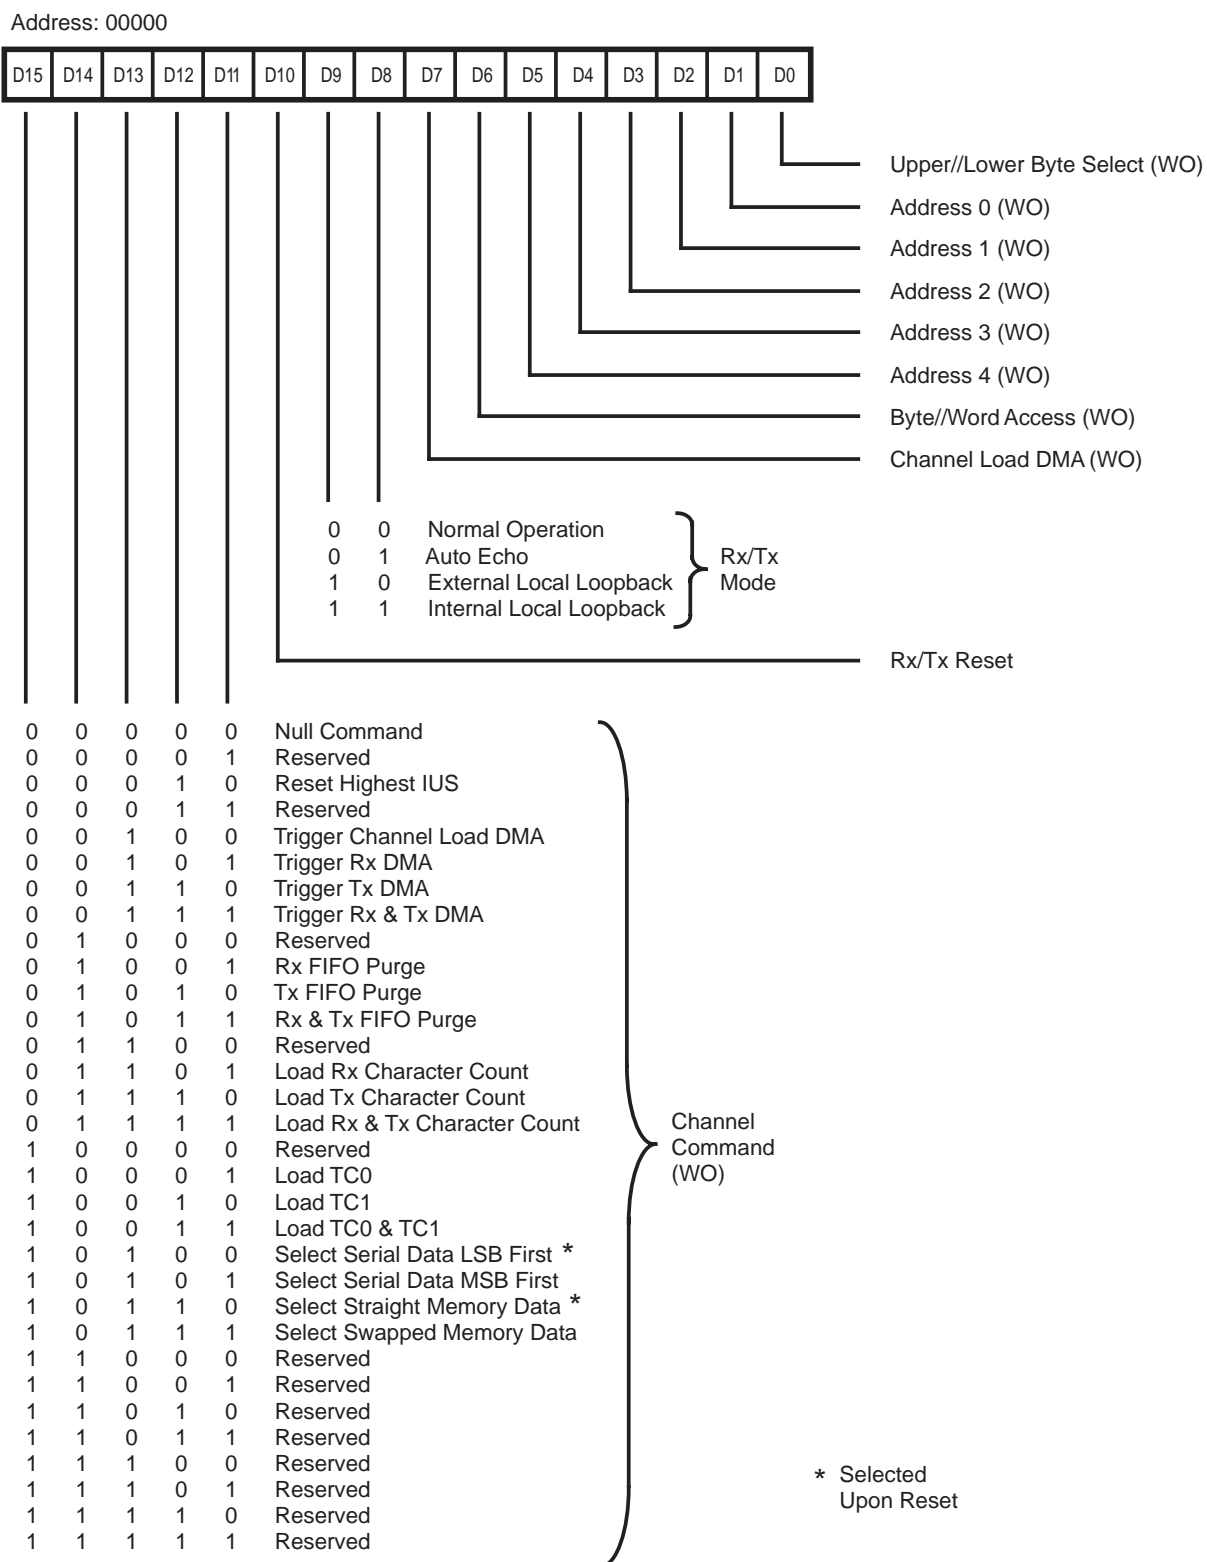 Address: 00000
D15 D14 D13 D12 D11 D10 D9 D8 D7 D6 D5 D4 D3 D2 D1 D0
Upper//Lower Byte Select (WO)
Address 0 (WO)
Address 1 (WO)
Address 2 (WO)
Address 3 (WO)
Address 4 (WO)
Byte//Word Access (WO)
Channel Load DMA (WO)
0 0 Normal Operation
0 1 Auto Echo
1 0 External Local Loopback
1 1 Internal Local Loopback
Rx/Tx
Mode
Rx/Tx Reset
0 0 0 0 0 Null Command
0 0 0 0 1 Reserved
0 0 0 1 0 Reset Highest IUS
0 0 0 1 1 Reserved
0 0 1 0 0 Trigger Channel Load DMA
0 0 1 0 1 Trigger Rx DMA
0 0 1 1 0 Trigger Tx DMA
0 0 1 1 1 Trigger Rx & Tx DMA
0 1 0 0 0 Reserved
0 1 0 0 1 Rx FIFO Purge
0 1 0 1 0 Tx FIFO Purge
0 1 0 1 1 Rx & Tx FIFO Purge
0 1 1 0 0 Reserved
0 1 1 0 1 Load Rx Character Count
0 1 1 1 0 Load Tx Character Count
0 1 1 1 1 Load Rx & Tx Character Count
1 0 0 0 0 Reserved
1 0 0 0 1 Load TC0
1 0 0 1 0 Load TC1
1 0 0 1 1 Load TC0 & TC1
1 0 1 0 0 Select Serial Data LSB First *
1 0 1 0 1 Select Serial Data MSB First
1 0 1 1 0 Select Straight Memory Data *
1 0 1 1 1 Select Swapped Memory Data
1 1 0 0 0 Reserved
1 1 0 0 1 Reserved
1 1 0 1 0 Reserved
1 1 0 1 1 Reserved
1 1 1 0 0 Reserved
1 1 1 0 1 Reserved
1 1 1 1 0 Reserved
1 1 1 1 1 Reserved
Channel
Command
(WO)
* Selected
Upon Reset